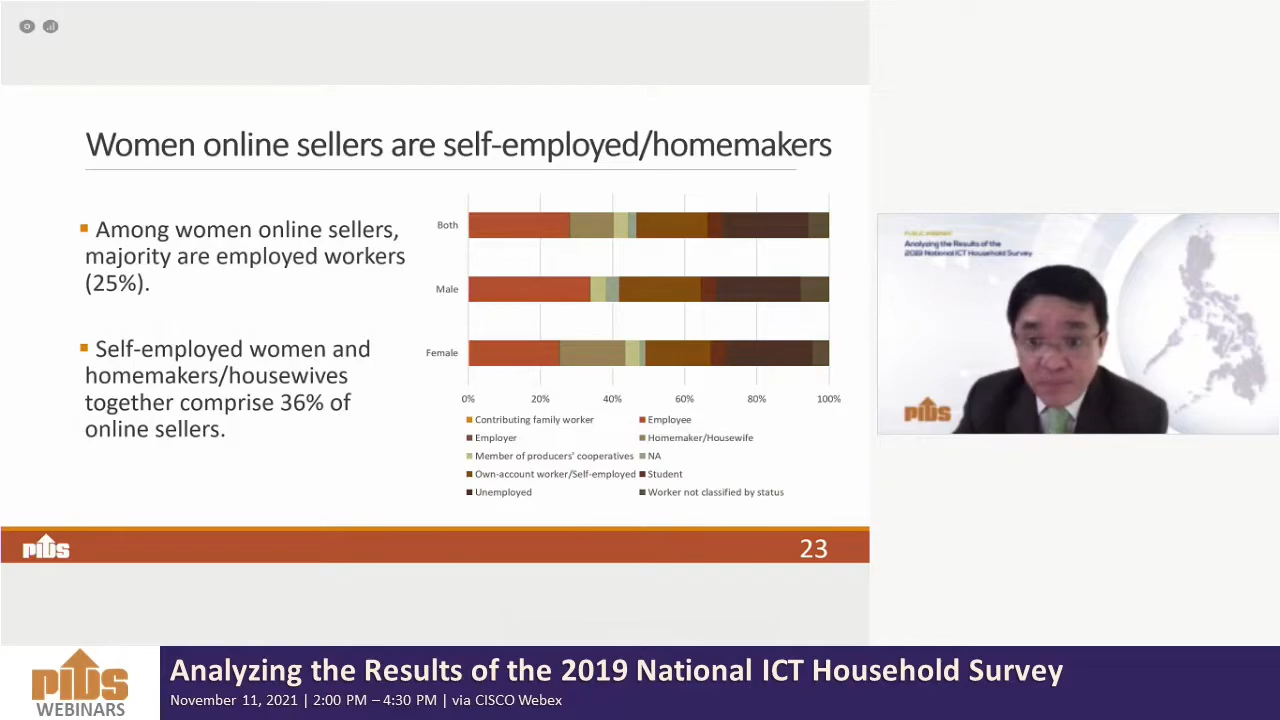 Women online sellers are self-employed/homemakers
Among women online sellers,
majority are employed workers
(25%).
Self-employed women and
homemakers/housewives
together comprise 36% of
online sellers.
Both
Male
Female
0% 20% 40% 60% 80% 100%
Contributing family worker
Employee
Employer
Homemaker/Housewife
Member of producers' cooperatives
NA
Own-account worker/Self-employed
Student
Unemployed
Worker not classified by status
PIDS
23
PUBLIC WEBINAR
Analyzing the Results of the
2019 National ICT Household Survey
PIDS
PIDS
WEBINARS
Analyzing the Results of the 2019 National ICT Household Survey
November 11, 2021 | 2:00 PM – 4:30 PM | via CISCO Webex